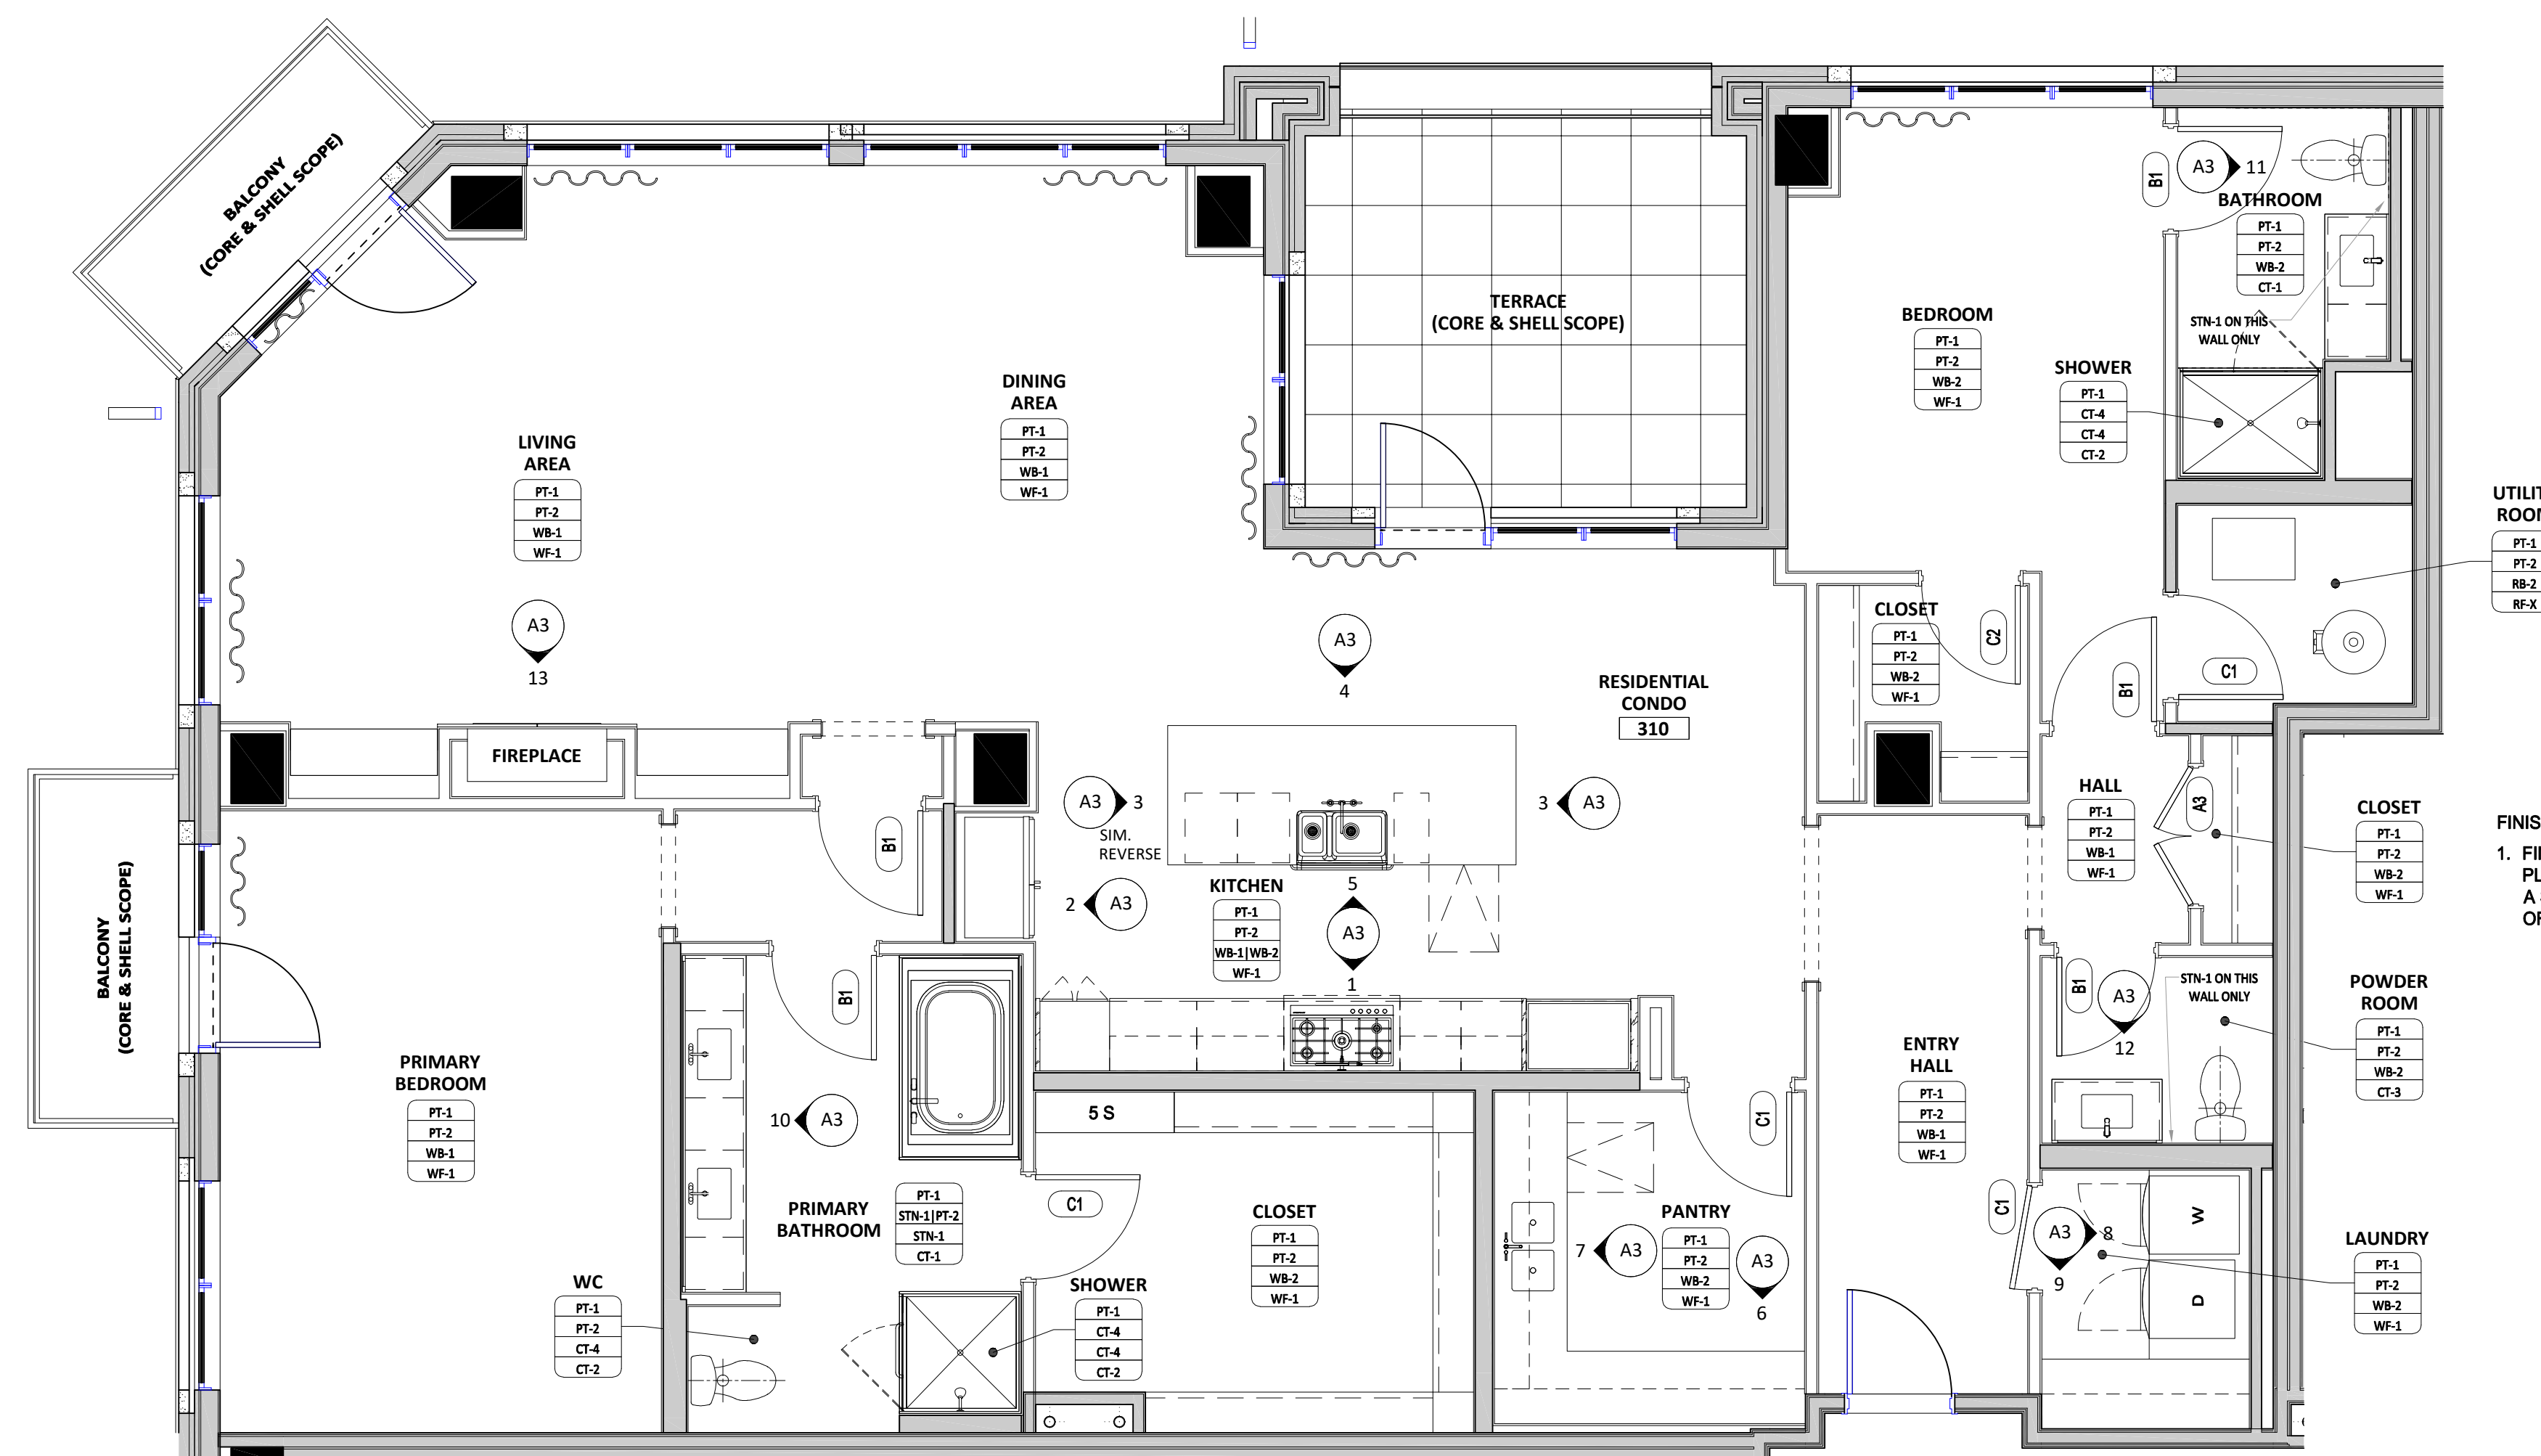 BALCONY
(CORE & SHELL SCOPE)
LIVING
AREA
PT-1
PT-2
WB-1
WF-1
DINING
AREA
PT-1
PT-2
WB-1
WF-1
TERRACE
(CORE & SHELL SCOPE)
BEDROOM
PT-1
PT-2
WB-2
WF-1
B1
A3
11
BATHROOM
PT-1
PT-2
WB-2
CT-1
STN-1 ON THIS
WALL ONLY
SHOWER
PT-1
CT-4
CT-4
CT-2
PT-1
PT-2
RB-2
RF-X
A3
13
A3
4
RESIDENTIAL
CONDO
310
CLOSET
PT-1
PT-2
WB-2
WF-1
C2
B1
C1
FIREPLACE
A3
3
SIM.
REVERSE
3
A3
2
A3
B1
KITCHEN
PT-1
PT-2
WB-1|WB-2
WF-1
5
A3
1
HALL
PT-1
PT-2
WB-1
WF-1
A3
CLOSET
PT-1
PT-2
WB-2
WF-1
1.
BALCONY
(CORE & SHELL SCOPE)
PRIMARY
BEDROOM
PT-1
PT-2
WB-1
WF-1
B1
10
A3
PRIMARY
BATHROOM
PT-1
STN-1|PT-2
STN-1
CT-1
C1
5 S
CLOSET
PT-1
PT-2
WB-2
WF-1
C1
ENTRY
HALL
PT-1
PT-2
WB-1
WF-1
B1
A3
12
STN-1 ON THIS
WALL ONLY
POWDER
ROOM
PT-1
PT-2
WB-2
CT-3
WC
PT-1
PT-2
CT-4
CT-2
SHOWER
PT-1
CT-4
CT-4
CT-2
7
A3
PANTRY
PT-1
PT-2
WB-2
WF-1
A3
6
C1
A3
8
9
W
D
LAUNDRY
PT-1
PT-2
WB-2
WF-1